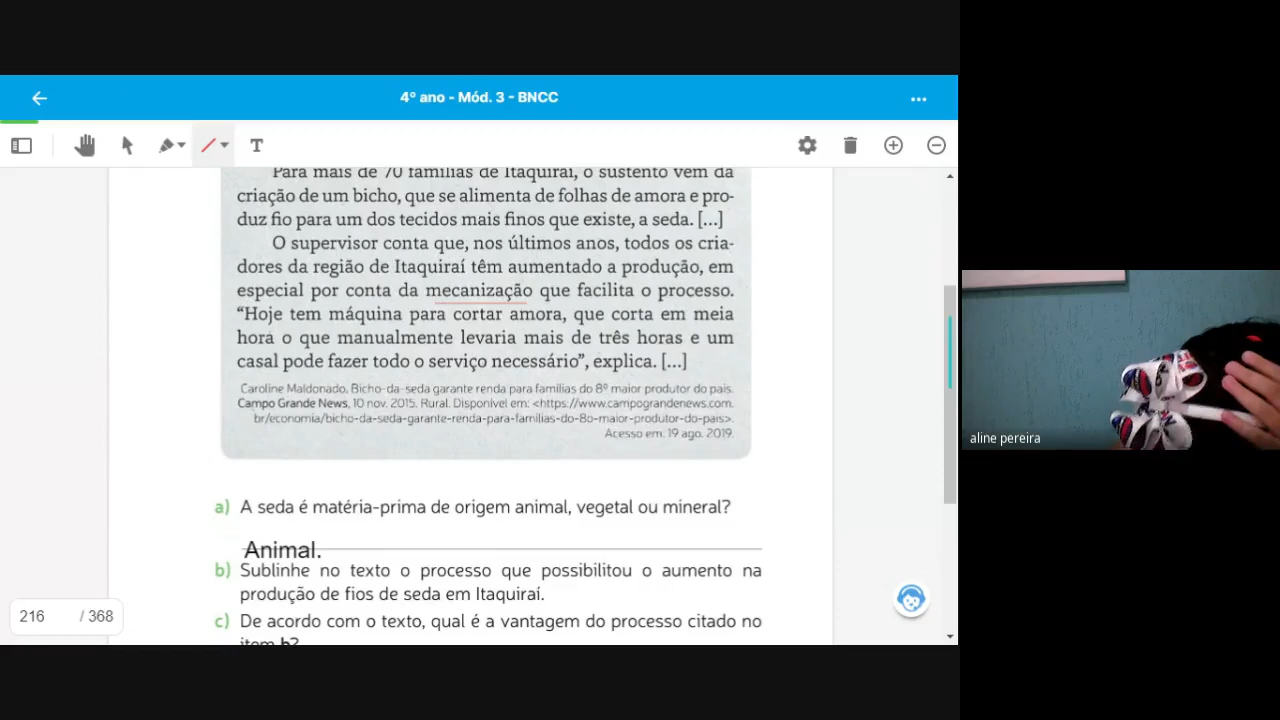 4º ano - Mód. 3 - BNCC
T
Para mais de 70 famílias de Itaquiraí, o sustento vem da
criação de um bicho, que se alimenta de folhas de amora e pro-
duz fio para um dos tecidos mais finos que existe, a seda. [...]
O supervisor conta que, nos últimos anos, todos os cria-
dores da região de Itaquiraí têm aumentado a produção, em
especial por conta da mecanização que facilita o processo.
“Hoje tem máquina para cortar amora, que corta em meia
hora o que manualmente levaria mais de três horas e um
casal pode fazer todo o serviço necessário”, explica. [...]
Caroline Maldonado. Bicho-da-seda garante renda para famílias do 8º maior produtor do país.
Campo Grande News, 10 nov. 2015. Rural. Disponível em: <https://www.campograndenews.com.
br/economia/bicho-da-seda-garante-renda-para-familias-do-8o-maior-produtor-do-pais>.
Acesso em: 19 ago. 2019.
a) A seda é matéria-prima de origem animal, vegetal ou mineral?
Animal.
b) Sublinhe no texto o processo que possibilitou o aumento na
produção de fios de seda em Itaquiraí.
c) De acordo com o texto, qual é a vantagem do processo citado no
item b?
216 / 368
aline pereira